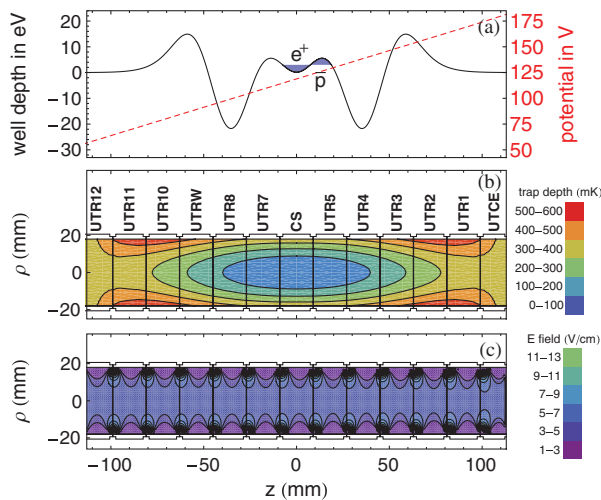 well depth in eV
20
10
0
−10
−20
−30
e+
p
(a)
175
150
125
100
75
50
potential in V
(b)
UTR12
UTR11
UTR10
UTRW
UTR8
UTR7
CS
UTR5
UTR4
UTR3
UTR2
UTR1
UTCE
ρ (mm)
20
0
−20
trap depth (mK)
500–600
400–500
300–400
200–300
100–200
0–100
(c)
ρ (mm)
20
0
−20
E field (V/cm)
11–13
9–11
7–9
5–7
3–5
1–3
−100
−50
0
50
100
z (mm)